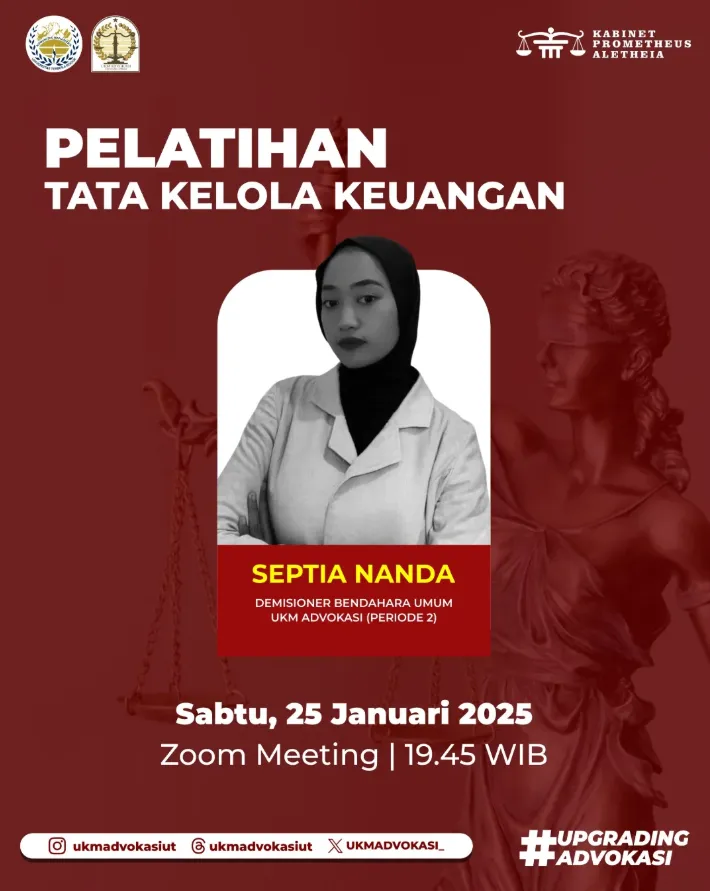 KABINET
PROMETHEUS
ALETHEIA
PELATIHAN
TATA KELOLA KEUANGAN
SEPTIA NANDA
DEMISIONER BENDAHARA UMUM
UKM ADVOKASI (PERIODE 2)
Sabtu, 25 Januari 2025
Zoom Meeting | 19.45 WIB
ukmadvokasiut ukmadvokasiut UKMADVOKASI_
#UPGRADING
ADVOKASI